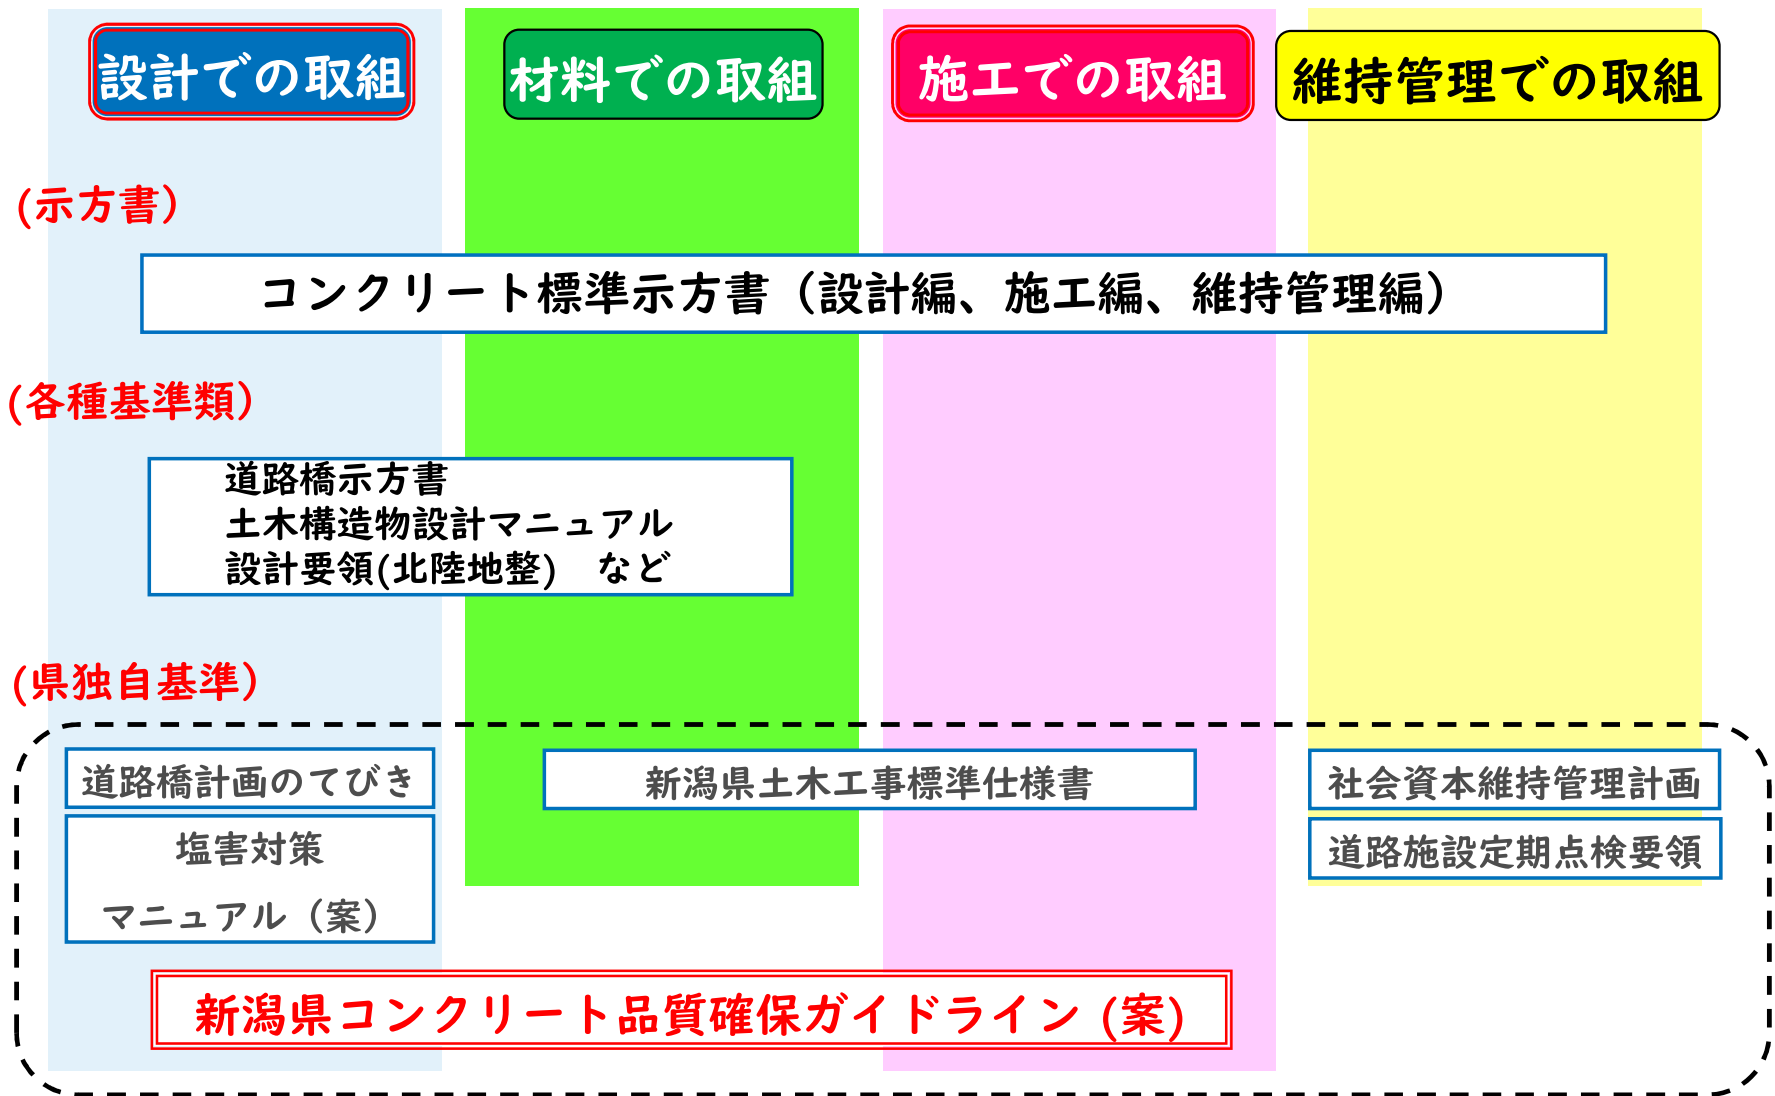 設計での取組
材料での取組
施工での取組
維持管理での取組
(示方書）
コンクリート標準示方書（設計編、施工編、維持管理編）
(各種基準類）
道路橋示方書
土木構造物設計マニュアル
設計要領(北陸地整)　など
(県独自基準）
道路橋計画のてびき
新潟県土木工事標準仕様書
社会資本維持管理計画
塩害対策
マニュアル（案）
道路施設定期点検要領
新潟県コンクリート品質確保ガイドライン (案)